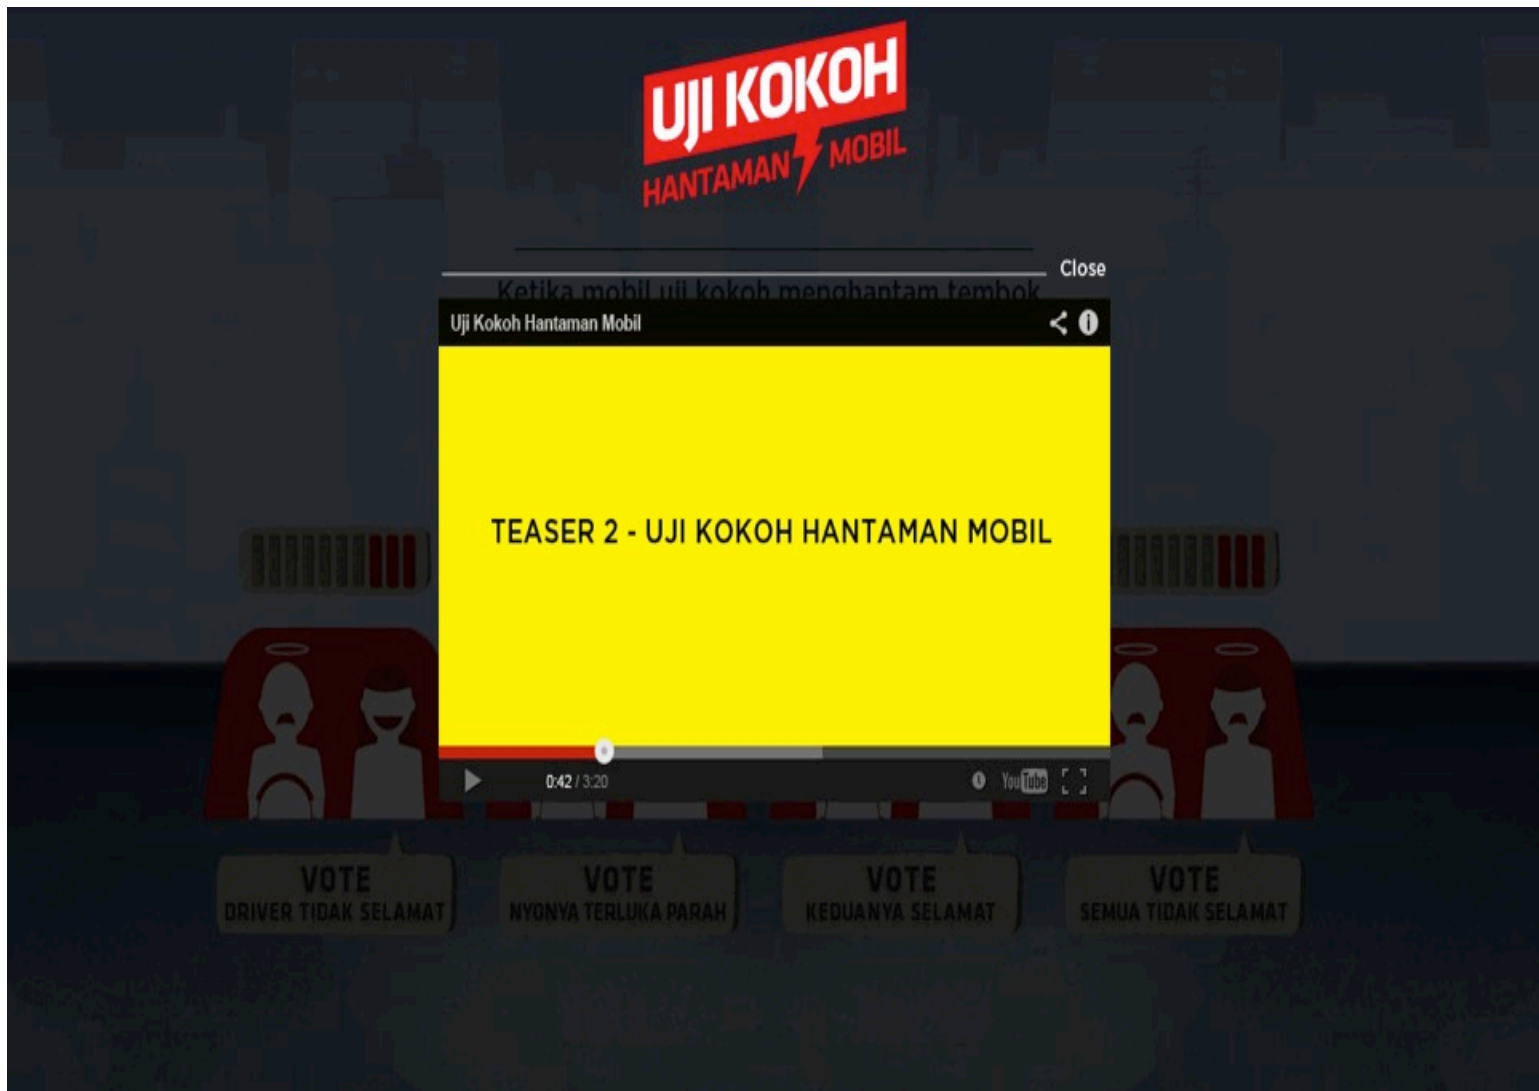 UJI KOKOH
HANTAMAN MOBIL
Close
Ketika mobil uji kokoh menghantam tembok
Uji Kokoh Hantaman Mobil
TEASER 2 - UJI KOKOH HANTAMAN MOBIL
0:42 / 3:20
YouTube
VOTE
DRIVER TIDAK SELAMAT
VOTE
NYONYA TERLUKA PARAH
VOTE
KEDUANYA SELAMAT
VOTE
SEMUA TIDAK SELAMAT